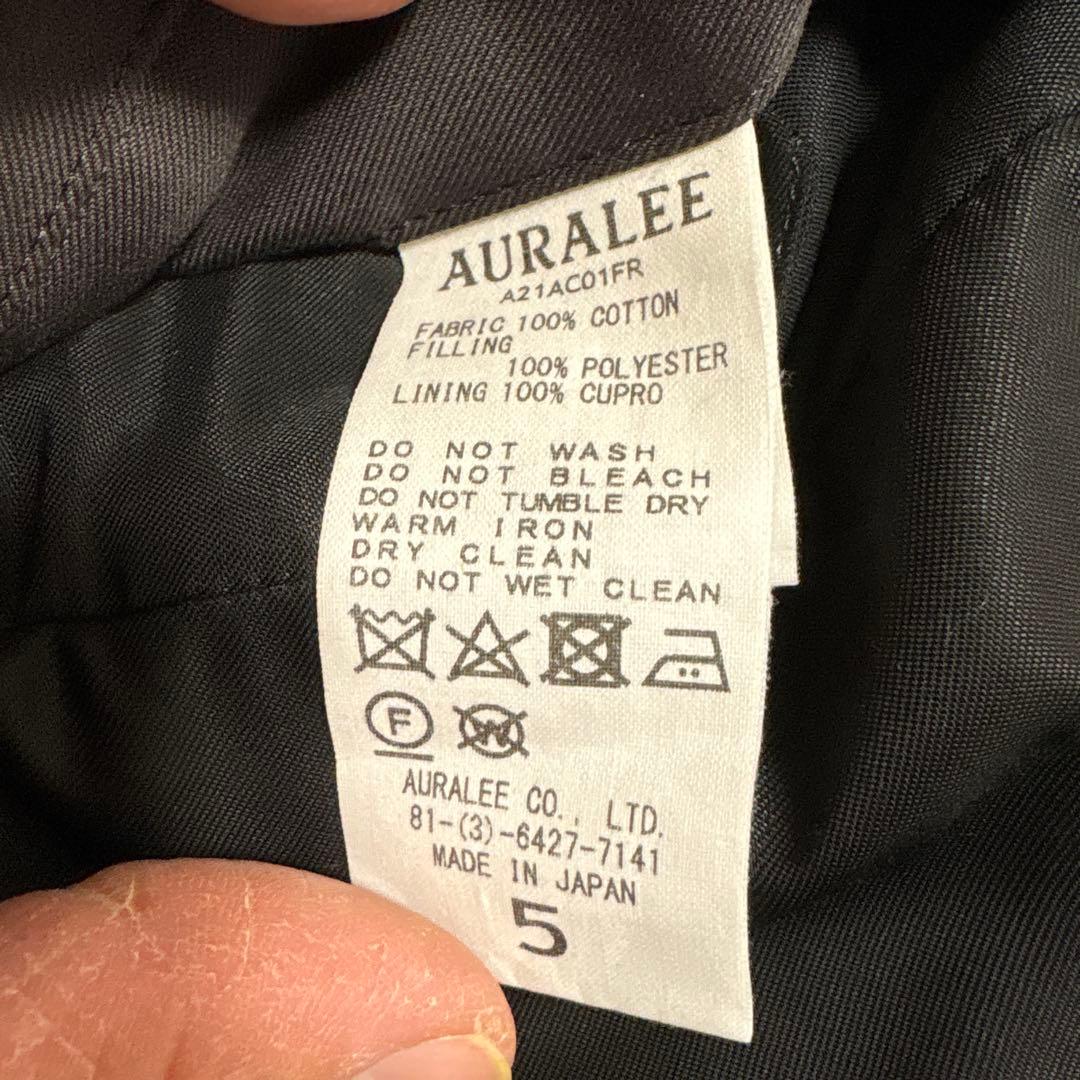 AURALEE
A21AC01FR
FABRIC 100% COTTON
FILLING
100% POLYESTER
LINING 100% CUPRO
DO NOT WASH
DO NOT BLEACH
DO NOT TUMBLE DRY
WARM IRON
DRY CLEAN
DO NOT WET CLEAN
F
W
AURALEE CO., LTD.
81-(3)-6427-7141
MADE IN JAPAN
5